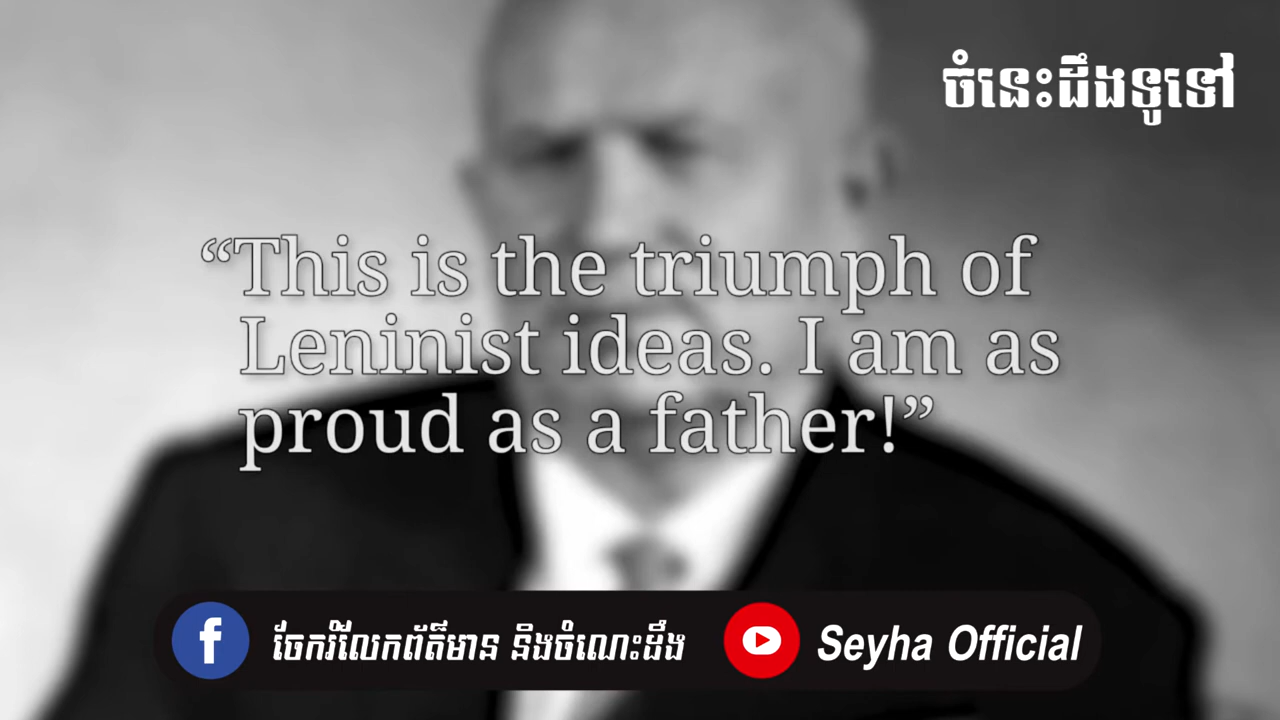 ចំនេះដឹងទូទៅ
“This is the triumph of
Leninist ideas. I am as
proud as a father!”
ចែករំលែកព័ត៌មាន និងចំណេះដឹង
Seyha Official